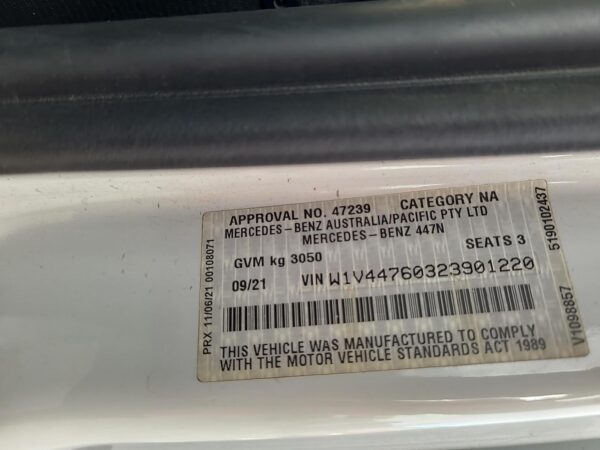 APPROVAL NO. 47239 CATEGORY NA
MERCEDES-BENZ AUSTRALIA/PACIFIC PTY LTD
MERCEDES-BENZ 447N
GVM kg 3050 SEATS 3
09/21 VIN W1V44760323901220
THIS VEHICLE WAS MANUFACTURED TO COMPLY
WITH THE MOTOR VEHICLE STANDARDS ACT 1989
PRX 11/06/21 00108071
V1098857 5190102437